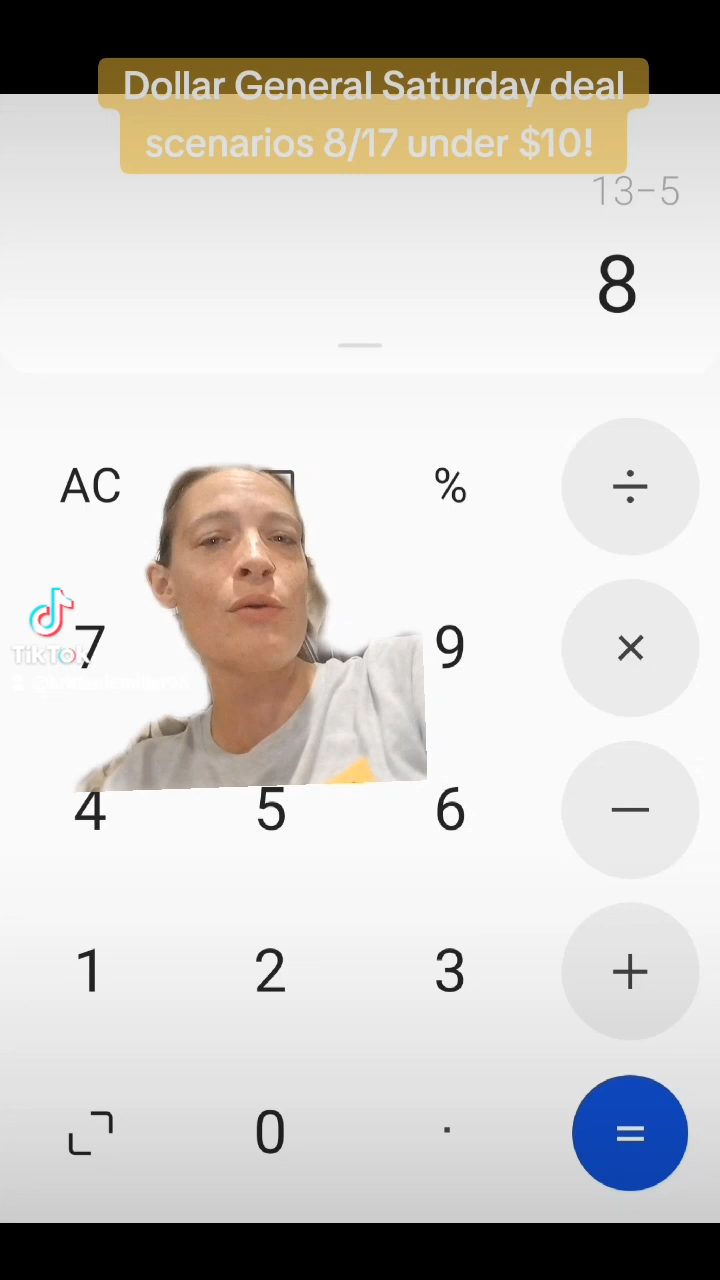 Dollar General Saturday deal
scenarios 8/17 under $10!
13−5
8
AC % ÷
7 9 ×
TikTok
4 5 6 −
1 2 3 +
0 . =